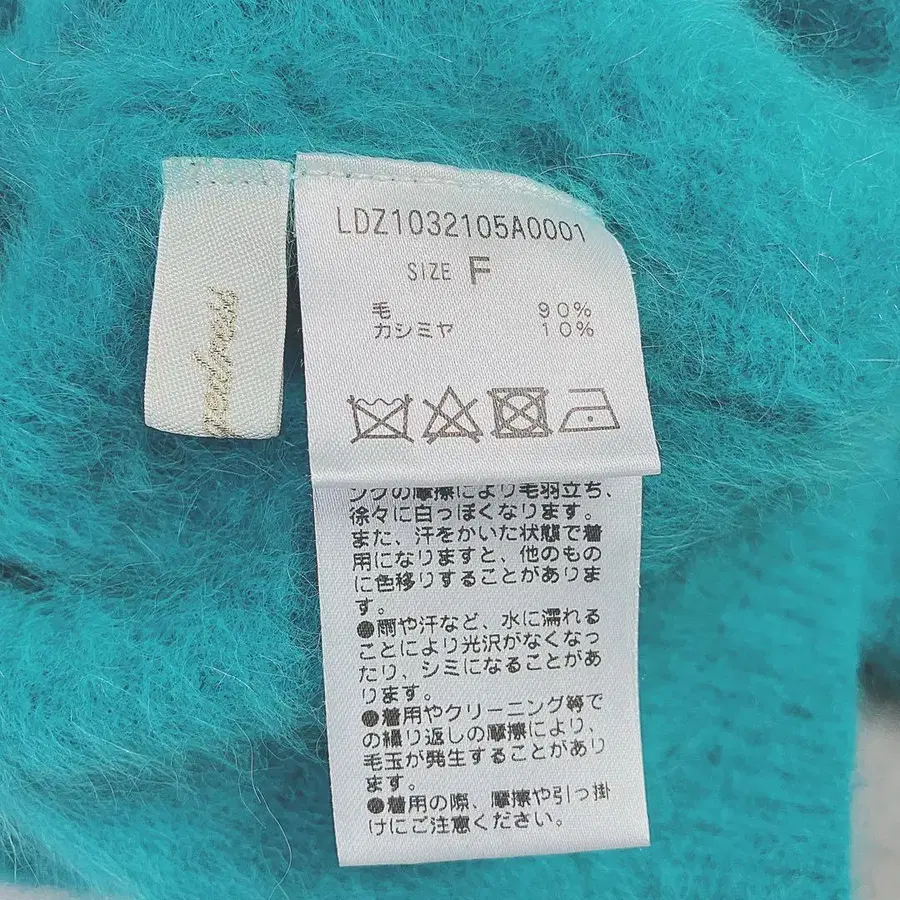 LDZ1032105A0001
SIZE F
毛 90%
カシミヤ 10%
ングの摩擦により毛羽立ち、
徐々に白っぽくなります。
また、汗をかいた状態で着
用になりますと、他のもの
に色移りすることがありま
す。
●雨や汗など、水に濡れる
ことにより光沢がなくなっ
たり、シミになることがあ
ります。
●着用やクリーニング等で
の繰り返しの摩擦により、
毛玉が発生することがあり
ます。
●着用の際、摩擦や引っ掛
けにご注意ください。